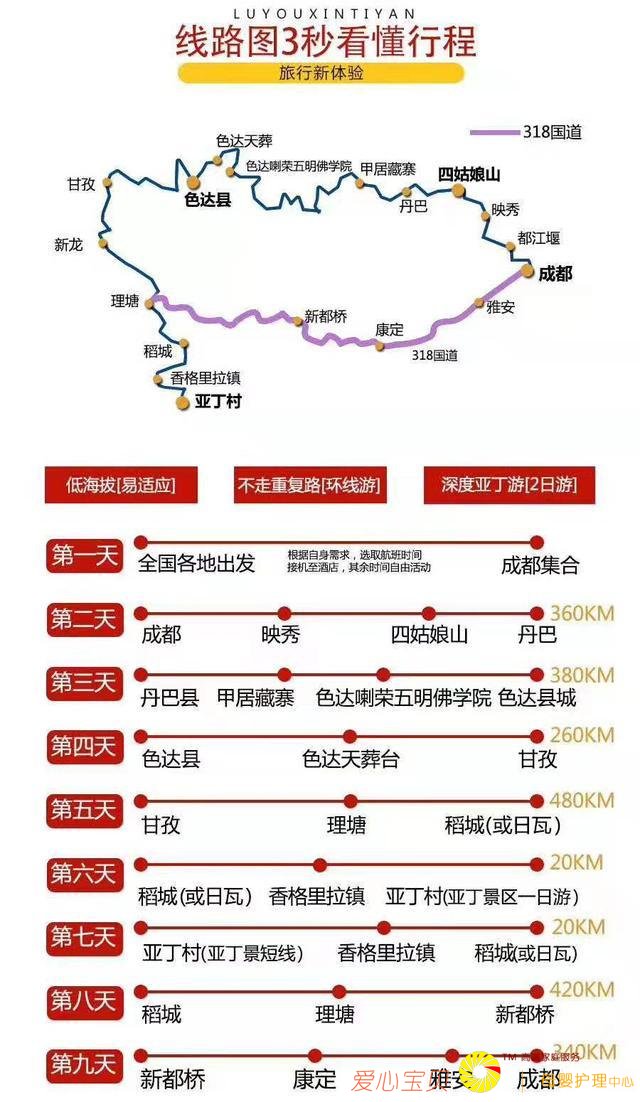 LUYOUXINTIYAN
线路图3秒看懂行程
旅行新体验
318国道
色达天葬
色达喇荣五明佛学院
甲居藏寨
四姑娘山
甘孜
色达县
丹巴
映秀
新龙
都江堰
成都
理塘
新都桥
雅安
康定
稻城
318国道
香格里拉镇
亚丁村
低海拔[易适应]
不走重复路[环线游]
深度亚丁游[2日游]
第一天
全国各地出发
根据自身需求，选取航班时间
接机至酒店，其余时间自由活动
成都集合
第二天
360KM
成都
映秀
四姑娘山
丹巴
第三天
380KM
丹巴县
甲居藏寨
色达喇荣五明佛学院
色达县城
第四天
260KM
色达县
色达天葬台
甘孜
第五天
480KM
甘孜
理塘
稻城(或日瓦)
第六天
20KM
稻城(或日瓦)
香格里拉镇
亚丁村(亚丁景区一日游)
第七天
20KM
亚丁村(亚丁景短线)
香格里拉镇
稻城(或日瓦)
第八天
420KM
稻城
理塘
新都桥
第九天
340KM
新都桥
康定
雅安
成都
爱心宝贝
TM 高端家庭服务
母婴护理中心